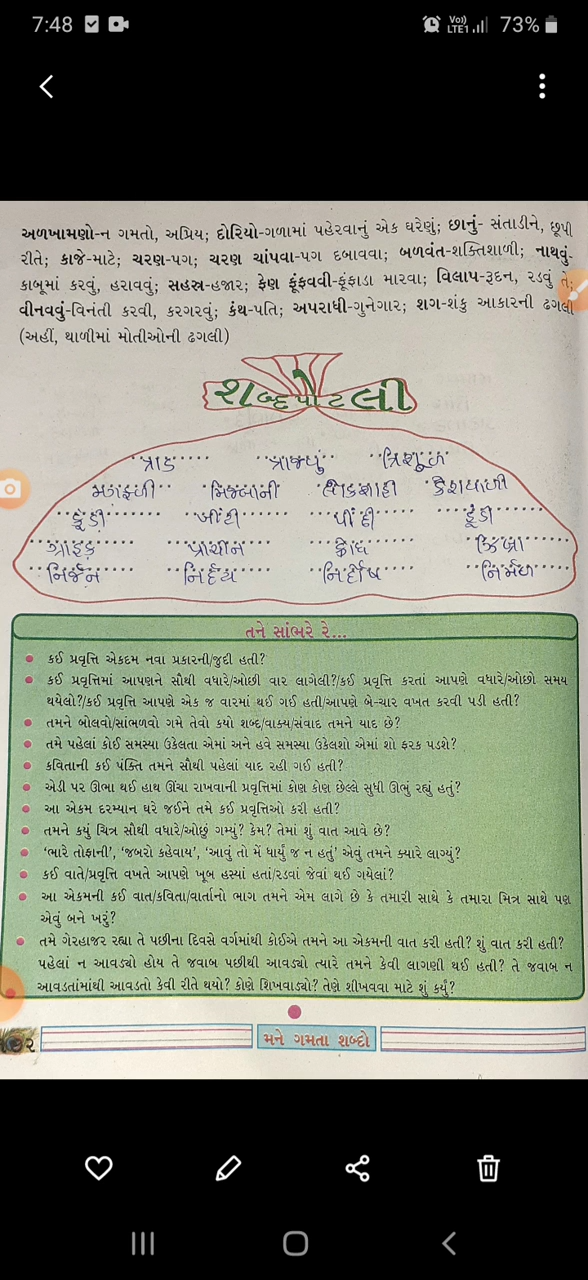 7:48
Vo)) LTE1 73%
અળખામણો-ન ગમતો, અપ્રિય; દોરિયો-ગળામાં પહેરવાનું એક ઘરેણું; છાનું- સંતાડીને, છૂપી
રીતે; કાજે-માટે; ચરણ-પગ; ચરણ ચાંપવા-પગ દબાવવા; બળવંત-શક્તિશાળી; નાથવું-
કાબૂમાં કરવું, હરાવવું; સહસ્ર-હજાર; ફેણ ફૂંફવવી-ફૂંફાડા મારવા; વિલાપ-રૂદન, રડવું તે;
વીનવવું-વિનંતી કરવી, કરગરવું; કંથ-પતિ; અપરાધી-ગુનેગાર; શગ-શંકુ આકારની ઢગલી
(અહીં, થાળીમાં મોતીઓની ઢગલી)
શબ્દપોટલી
ત્રાડ ત્રાજવું ત્રિશૂળ
મગફળી મિજબાની લોકશાહી કેશવાળી
કૂંડી ખીંટી પીંછી ડૂંડી
ગ્રાહક પ્રાચીન ક્રોધ
નિર્જન નિર્દય નિર્દોષ નિર્મળ
તને સાંભરે રે...
• કઈ પ્રવૃત્તિ એકદમ નવા પ્રકારની/જુદી હતી?
• કઈ પ્રવૃત્તિમાં આપણને સૌથી વધારે/ઓછી વાર લાગેલી?/કઈ પ્રવૃત્તિ કરતાં આપણે વધારે/ઓછો સમય
થયેલો?/કઈ પ્રવૃત્તિ આપણે એક જ વારમાં થઈ ગઈ હતી/આપણે બે-ચાર વખત કરવી પડી હતી?
• તમને બોલવો/સાંભળવો ગમે તેવો કયો શબ્દ/વાક્ય/સંવાદ તમને યાદ છે?
• તમે પહેલાં કોઈ સમસ્યા ઉકેલતા એમાં અને હવે સમસ્યા ઉકેલશો એમાં શો ફરક પડશે?
• કવિતાની કઈ પંક્તિ તમને સૌથી પહેલાં યાદ રહી ગઈ હતી?
• એડી પર ઊભા થઈ હાથ ઊંચા રાખવાની પ્રવૃત્તિમાં કોણ કોણ છેલ્લે સુધી ઊભું રહ્યું હતું?
• આ એકમ દરમ્યાન ઘરે જઈને તમે કઈ પ્રવૃત્તિઓ કરી હતી?
• તમને કયું ચિત્ર સૌથી વધારે/ઓછું ગમ્યું? કેમ? તેમાં શું વાત આવે છે?
• 'ભારે તોફાની', 'જબરો કહેવાય', 'આવું તો મેં ધાર્યું જ ન હતું' એવું તમને ક્યારે લાગ્યું?
• કઈ વાતે/પ્રવૃત્તિ વખતે આપણે ખૂબ હસ્યાં હતાં/રડવાં જેવાં થઈ ગયેલાં?
• આ એકમની કઈ વાત/કવિતા/વાર્તાનો ભાગ તમને એમ લાગે છે કે તમારી સાથે કે તમારા મિત્ર સાથે પણ
એવું બને ખરું?
• તમે ગેરહાજર રહ્યા તે પછીના દિવસે વર્ગમાંથી કોઈએ તમને આ એકમની વાત કરી હતી? શું વાત કરી હતી?
પહેલાં ન આવડ્યો હોય તે જવાબ પછીથી આવડ્યો ત્યારે તમને કેવી લાગણી થઈ હતી? તે જવાબ ન
આવડતાંમાંથી આવડતો કેવી રીતે થયો? કોણે શિખવાડ્યો? તેણે શીખવવા માટે શું કર્યું?
મને ગમતા શબ્દો